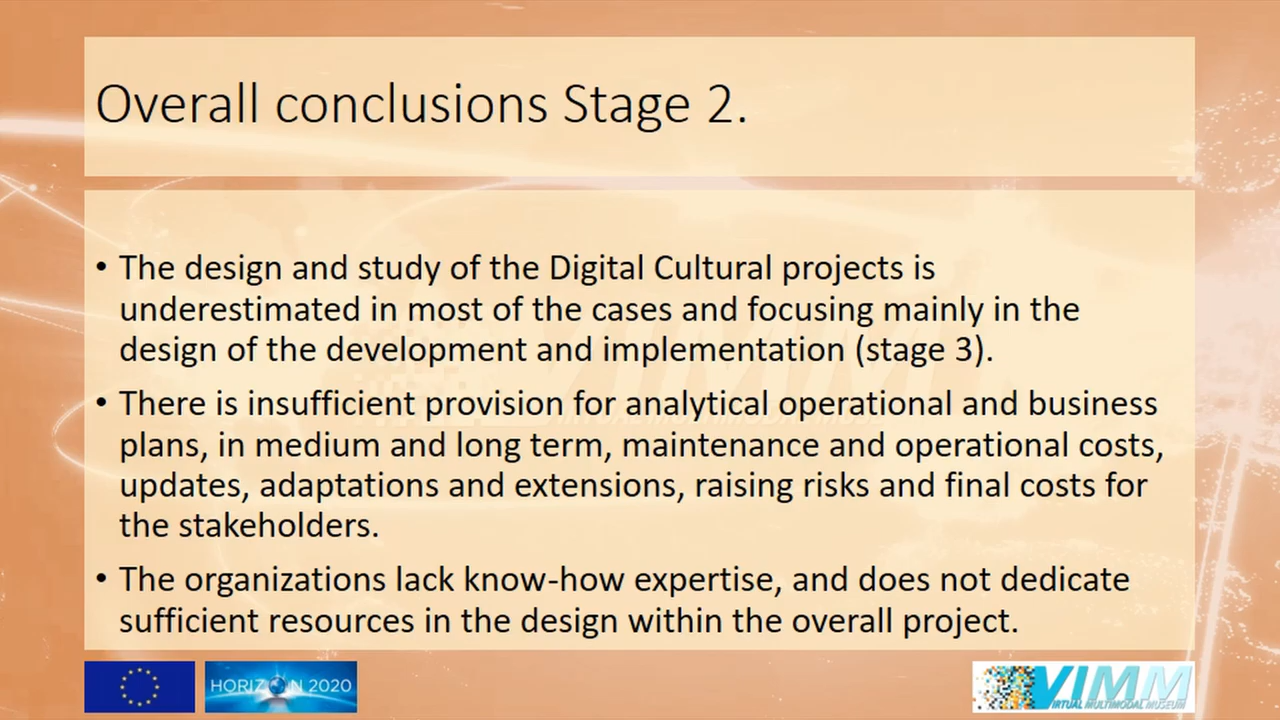 Overall conclusions Stage 2.
• The design and study of the Digital Cultural projects is
underestimated in most of the cases and focusing mainly in the
design of the development and implementation (stage 3).
• There is insufficient provision for analytical operational and business
plans, in medium and long term, maintenance and operational costs,
updates, adaptations and extensions, raising risks and final costs for
the stakeholders.
• The organizations lack know-how expertise, and does not dedicate
sufficient resources in the design within the overall project.
HORIZON 2020
VIMM
VIRTUAL MULTIMODAL MUSEUM